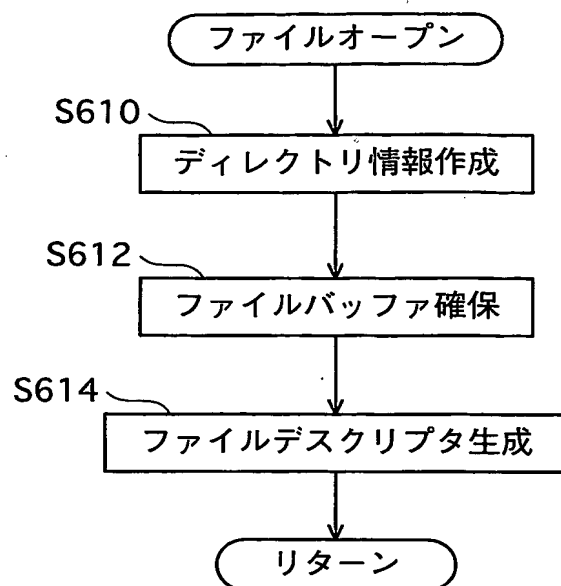 ファイルオープン
S610
ディレクトリ情報作成
S612
ファイルバッファ確保
S614
ファイルデスクリプタ生成
リターン